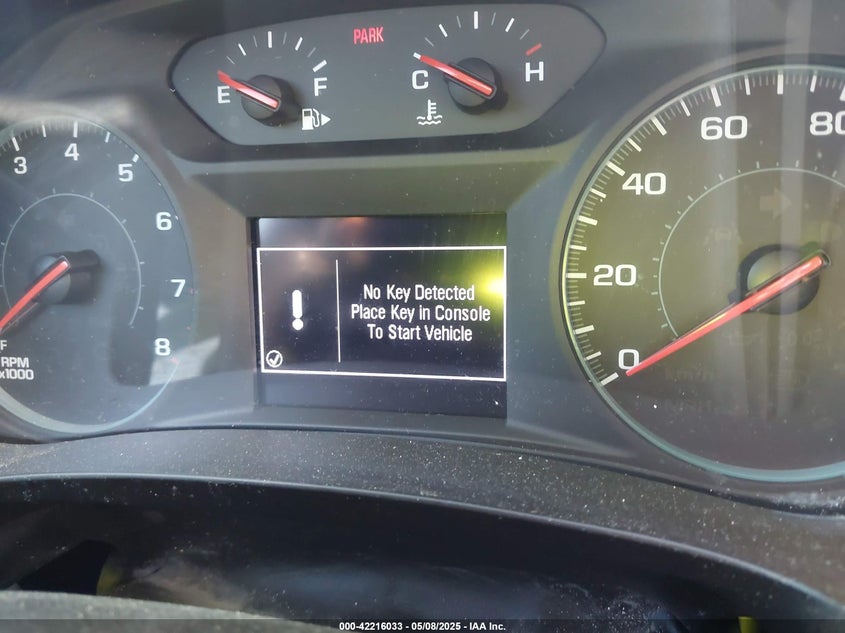 PARK
E
F
C
H
3
4
5
6
7
8
F
RPM
x1000
No Key Detected
Place Key in Console
To Start Vehicle
0
20
40
60
80
000-42216033 — 05/08/2025 — IAA Inc.